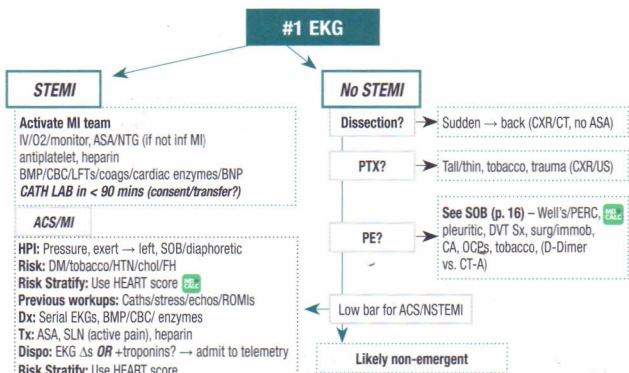 #1 EKG
STEMI
Activate MI team
IV/O2/monitor, ASA/NTG (if not inf MI)
antiplatelet, heparin
BMP/CBC/LFTs/coags/cardiac enzymes/BNP
CATH LAB in < 90 mins (consent/transfer?)
ACS/MI
HPI: Pressure, exert → left, SOB/diaphoretic
Risk: DM/tobacco/HTN/chol/FH
Risk Stratify: Use HEART score MD+ CALC
Previous workups: Caths/stress/echos/ROMIs
Dx: Serial EKGs, BMP/CBC/ enzymes
Tx: ASA, SLN (active pain), heparin
Dispo: EKG Δs OR +troponins? → admit to telemetry
Risk Stratify: Use HEART score
No STEMI
Dissection?
Sudden → back (CXR/CT, no ASA)
PTX?
Tall/thin, tobacco, trauma (CXR/US)
PE?
See SOB (p. 16) – Well's/PERC, MD+ CALC
pleuritic, DVT Sx, surg/immob,
CA, OCPs, tobacco, (D-Dimer
vs. CT-A)
Low bar for ACS/NSTEMI
Likely non-emergent